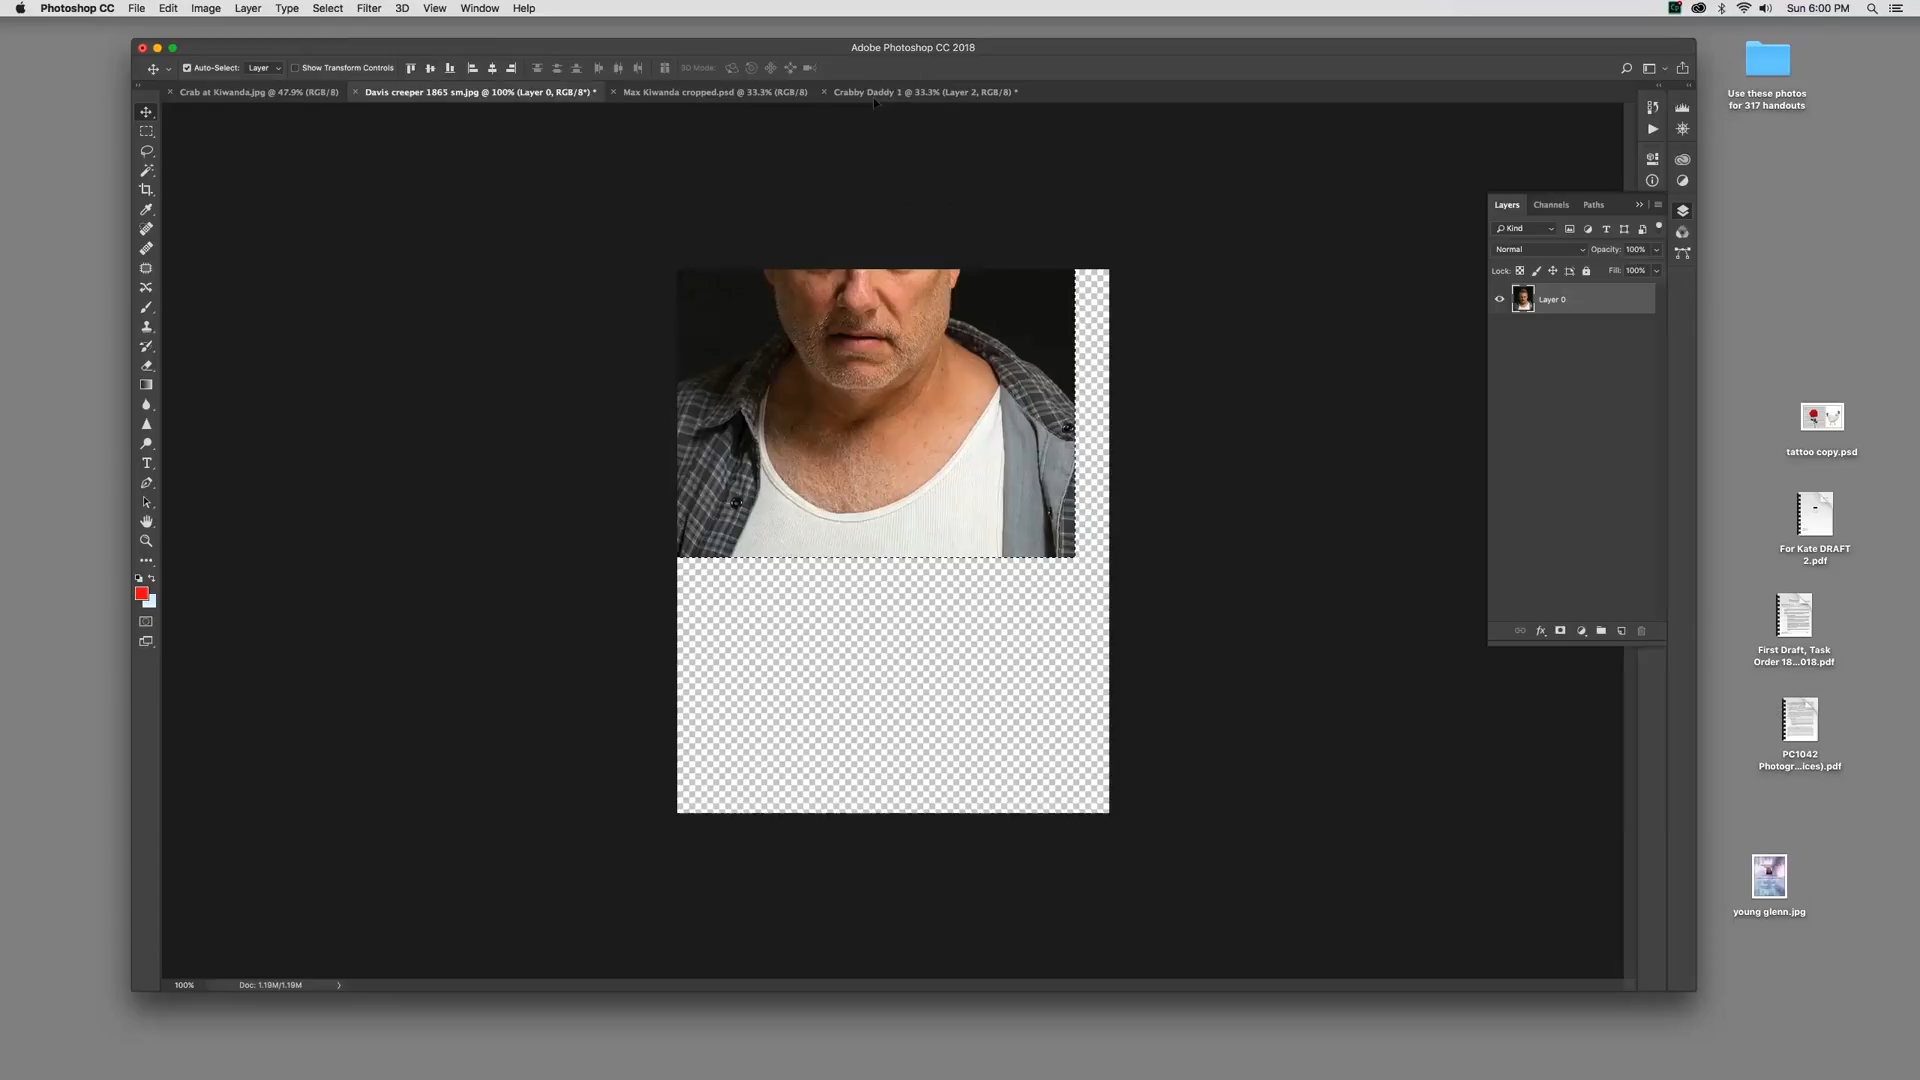 Photoshop CC File Edit Image Layer Type Select Filter 3D View Window Help Sun 6:00 PM
Adobe Photoshop CC 2018
Auto-Select: Layer Show Transform Controls 3D Mode:
Crab at Kiwanda.jpg @ 47.9% (RGB/8) Davis creeper 1865 sm.jpg @ 100% (Layer 0, RGB/8*) * Max Kiwanda cropped.psd @ 33.3% (RGB/8) Crabby Daddy 1 @ 33.3% (Layer 2, RGB/8) *
Use these photos
for 317 handouts
Layers Channels Paths
Kind
Normal Opacity: 100%
Lock: Fill: 100%
Layer 0
fx
tattoo copy.psd
For Kate DRAFT
2.pdf
First Draft, Task
Order 18...018.pdf
PC1042
Photogr...ices).pdf
young glenn.jpg
100% Doc: 1.19M/1.19M